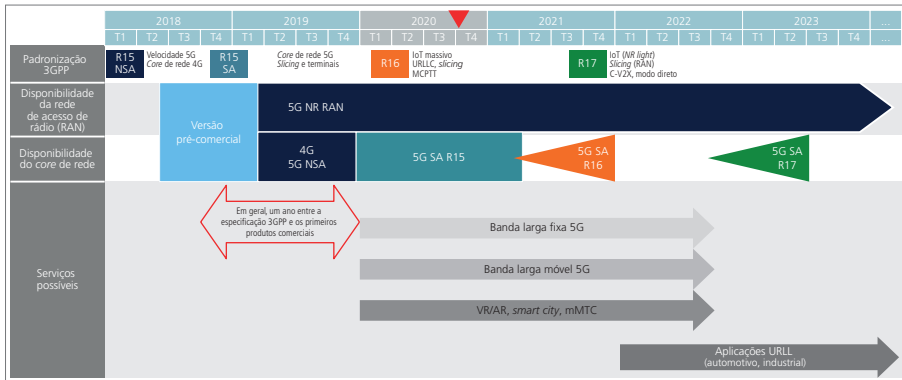 2018 2019 2020 2021 2022 2023 ...
T1 T2 T3 T4 T1 T2 T3 T4 T1 T2 T3 T4 T1 T2 T3 T4 T1 T2 T3 T4 T1 T2 T3 T4 ...
Padronização
3GPP
R15
NSA
Velocidade 5G
Core de rede 4G
R15
SA
Core de rede 5G
Slicing e terminais
R16
IoT massivo
URLLC, slicing
MCPTT
R17
IoT (NR light)
Slicing (RAN)
C-V2X, modo direto
Disponibilidade
da rede
de acesso de
rádio (RAN)
Versão
pré-comercial
5G NR RAN
Disponibilidade
do core de rede
4G
5G NSA
5G SA R15
5G SA
R16
5G SA
R17
Serviços
possíveis
Em geral, um ano entre a
especificação 3GPP e os primeiros
produtos comerciais
Banda larga fixa 5G
Banda larga móvel 5G
VR/AR, smart city, mMTC
Aplicações URLL
(automotivo, industrial)